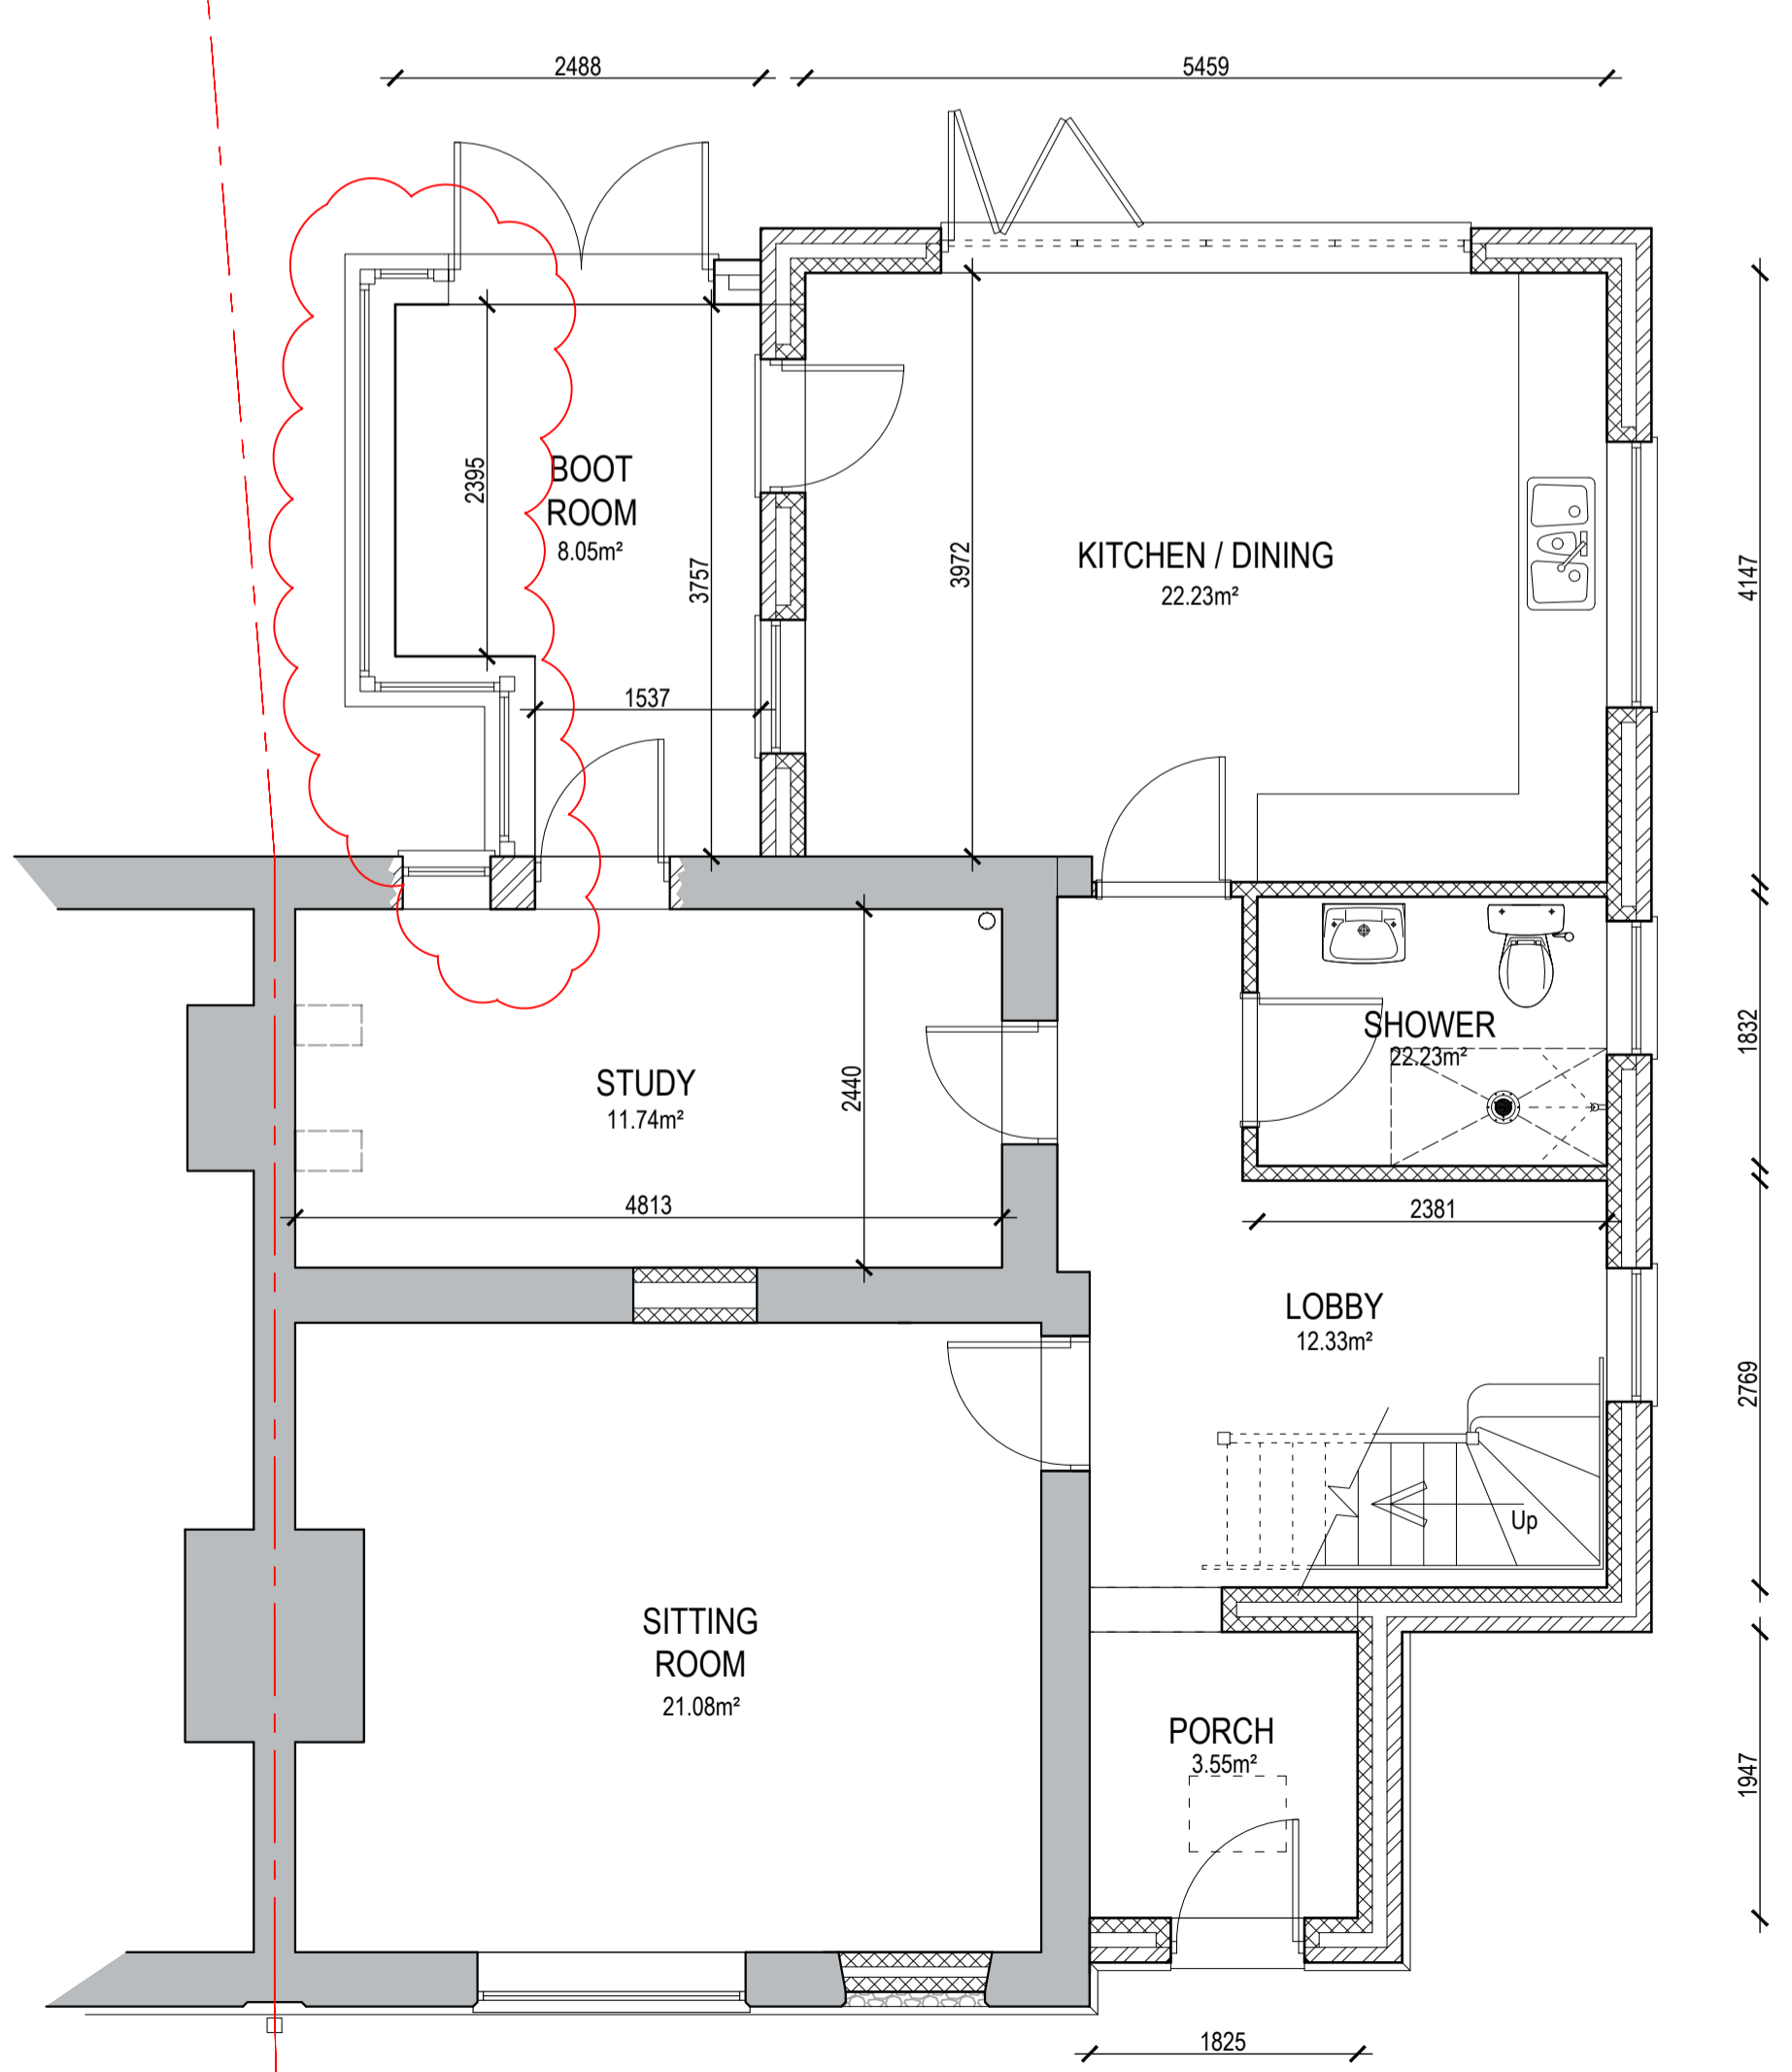 2488
5459
BOOT
ROOM
8.05m²
2395
3757
1537
3972
KITCHEN / DINING
22.23m²
4147
SHOWER
22.23m²
1832
STUDY
11.74m²
2440
4813
2381
LOBBY
12.33m²
2769
Up
SITTING
ROOM
21.08m²
PORCH
3.55m²
1947
1825